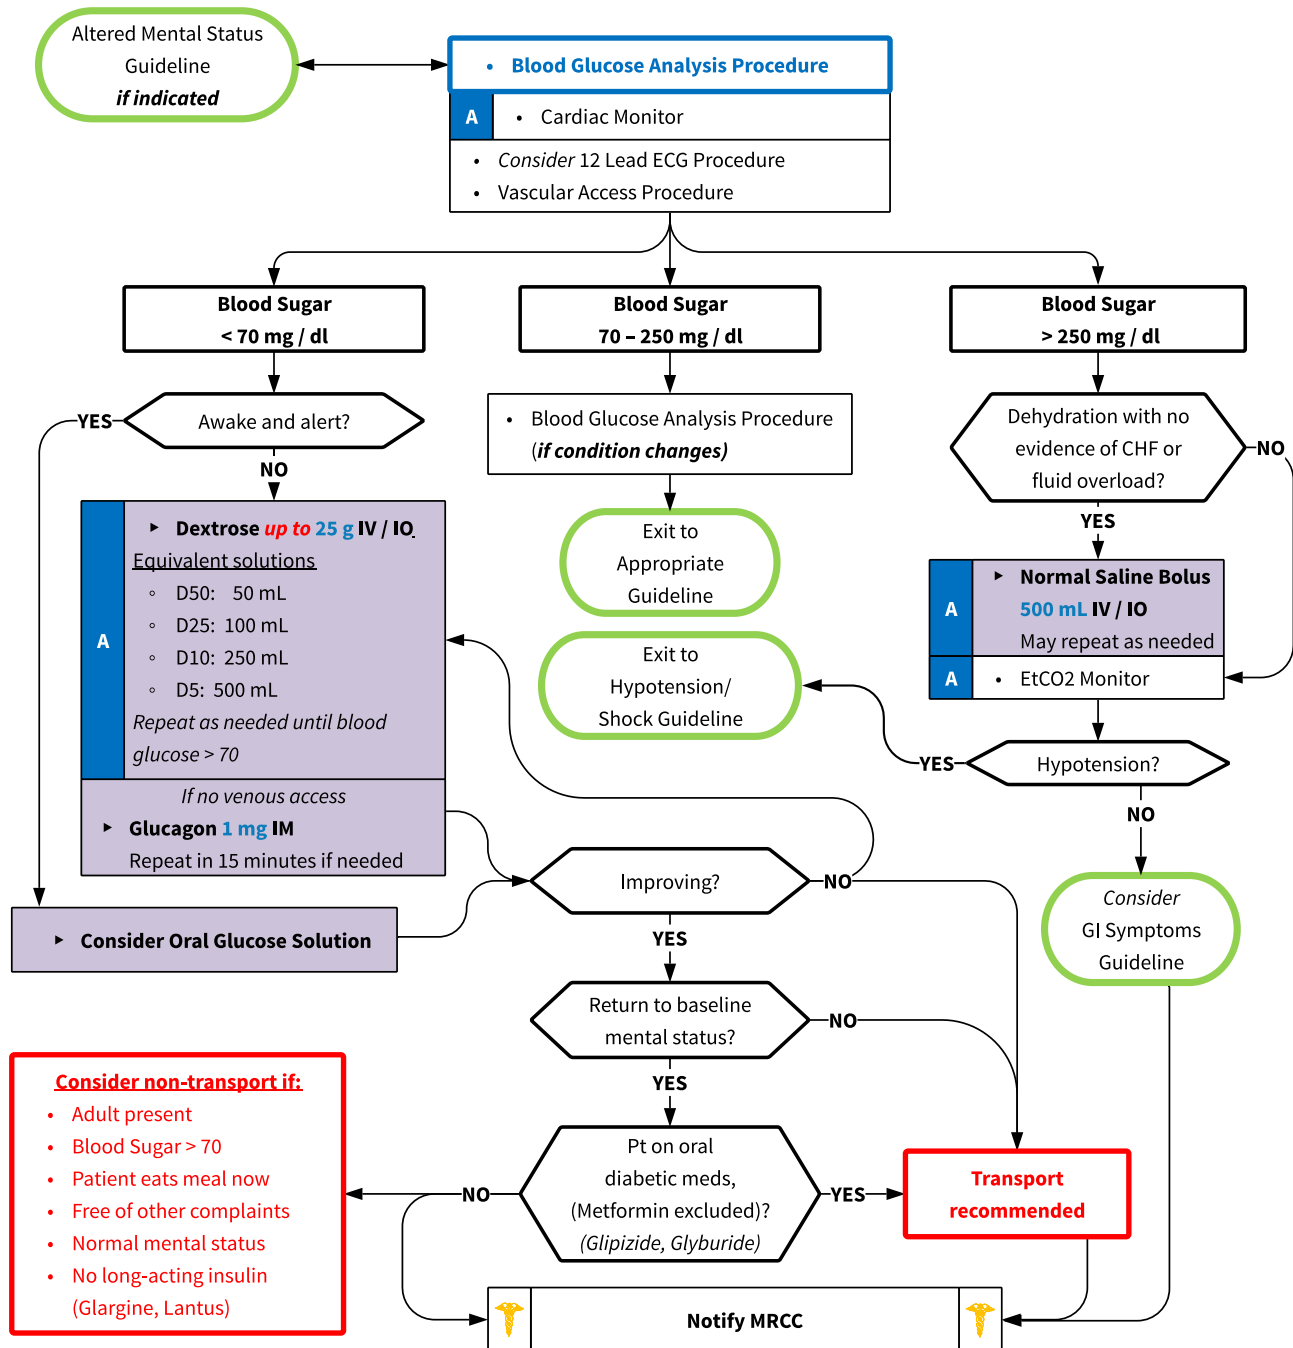 Altered Mental Status
Guideline
if indicated
• Blood Glucose Analysis Procedure
A
• Cardiac Monitor
• Consider 12 Lead ECG Procedure
• Vascular Access Procedure
Blood Sugar
< 70 mg / dl
Blood Sugar
70 – 250 mg/dl
Blood Sugar
> 250 mg / dl
YES
Awake and alert?
NO
• Blood Glucose Analysis Procedure
(if condition changes)
Dehydration with no
evidence of CHF or
fluid overload?
NO
YES
A
▸ Dextrose up to 25 g IV / IO.
Equivalent solutions
◦ D50: 50 mL
◦ D25: 100 mL
◦ D10: 250 mL
◦ D5: 500 mL
Repeat as needed until blood
glucose > 70
If no venous access
▸ Glucagon 1 mg IM
Repeat in 15 minutes if needed
Exit to
Appropriate
Guideline
Exit to
Hypotension/
Shock Guideline
A
▸ Normal Saline Bolus
500 mL IV / IO
May repeat as needed
A
• EtCO2 Monitor
YES
Hypotension?
NO
Consider
GI Symptoms
Guideline
▸ Consider Oral Glucose Solution
Improving?
NO
YES
Return to baseline
mental status?
NO
YES
Pt on oral
diabetic meds,
(Metformin excluded)?
(Glipizide, Glyburide)
NO
YES
Transport
recommended
Consider non-transport if:
• Adult present
• Blood Sugar > 70
• Patient eats meal now
• Free of other complaints
• Normal mental status
• No long-acting insulin
(Glargine, Lantus)
Notify MRCC